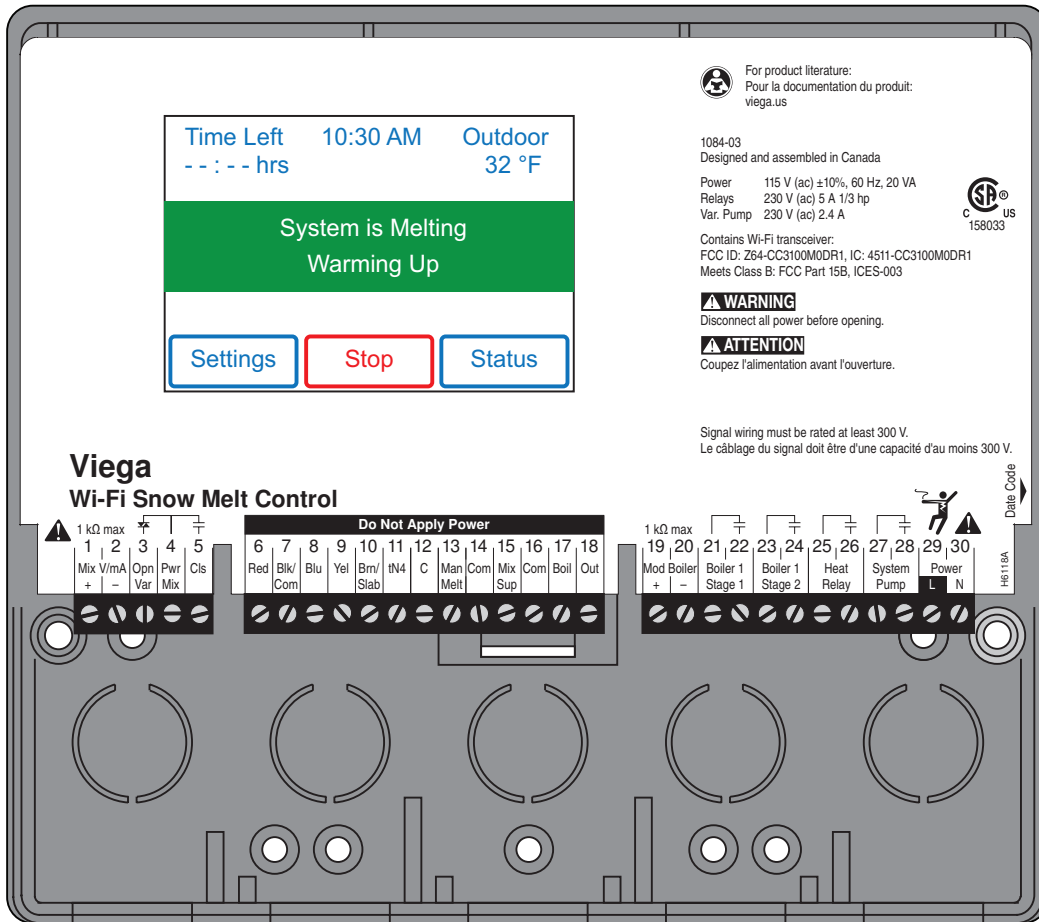 For product literature:
Pour la documentation du produit:
viega.us
Time Left 10:30 AM Outdoor
- - : - - hrs 32 °F
System is Melting
Warming Up
Settings Stop Status
1084-03
Designed and assembled in Canada
Power 115 V (ac) ±10%, 60 Hz, 20 VA
Relays 230 V (ac) 5 A 1/3 hp
Var. Pump 230 V (ac) 2.4 A
C SA ® US
158033
Contains Wi-Fi transceiver:
FCC ID: Z64-CC3100M0DR1, IC: 4511-CC3100M0DR1
Meets Class B: FCC Part 15B, ICES-003
WARNING
Disconnect all power before opening.
ATTENTION
Coupez l'alimentation avant l'ouverture.
Signal wiring must be rated at least 300 V.
Le câblage du signal doit être d'une capacité d'au moins 300 V.
Viega
Wi-Fi Snow Melt Control
Date Code
H6118A
1 kΩ max
1 2 3 4 5
Mix V/mA Opn Pwr Cls
+ – Var Mix
Do Not Apply Power
6 7 8 9 10 11 12 13 14 15 16 17 18
Red Blk/ Blu Yel Brn/ tN4 C Man Com Mix Com Boil Out
Com Slab Melt Sup
1 kΩ max
19 20 21 22 23 24 25 26 27 28 29 30
Mod Boiler Boiler 1 Boiler 1 Heat System Power
+ – Stage 1 Stage 2 Relay Pump L N